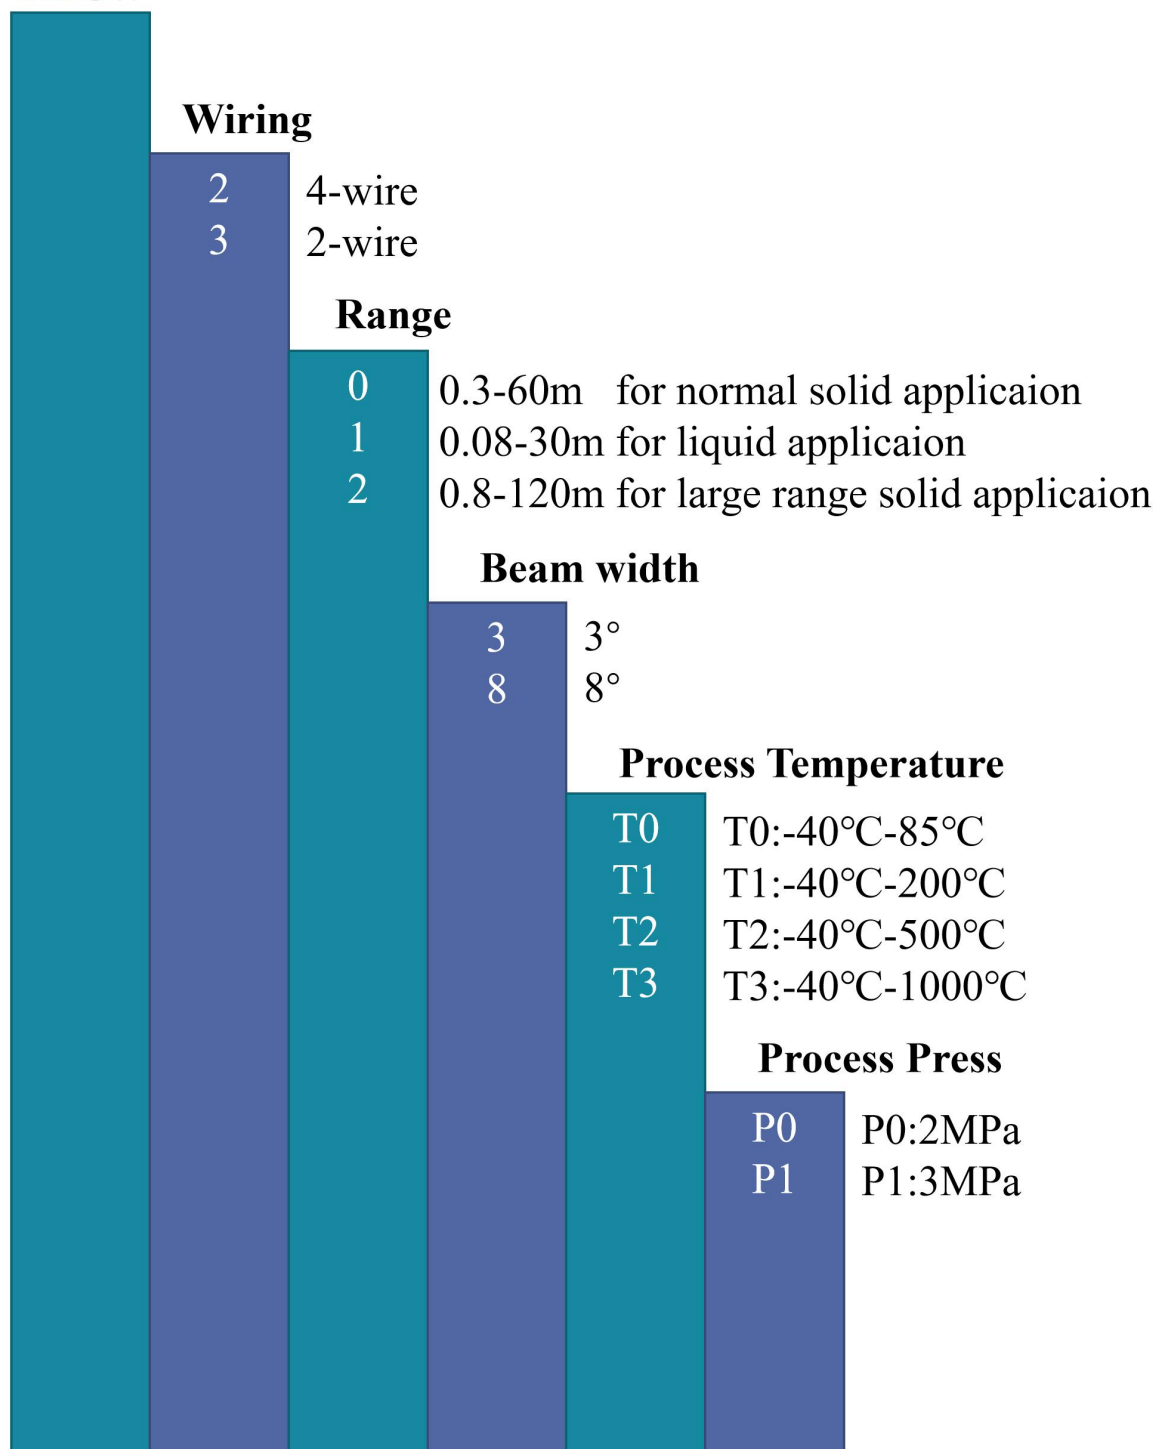 Wiring
2 4-wire
3 2-wire
Range
0 0.3-60m for normal solid applicaion
1 0.08-30m for liquid applicaion
2 0.8-120m for large range solid applicaion
Beam width
3 3°
8 8°
Process Temperature
T0 T0:-40℃-85℃
T1 T1:-40℃-200℃
T2 T2:-40℃-500℃
T3 T3:-40℃-1000℃
Process Press
P0 P0:2MPa
P1 P1:3MPa